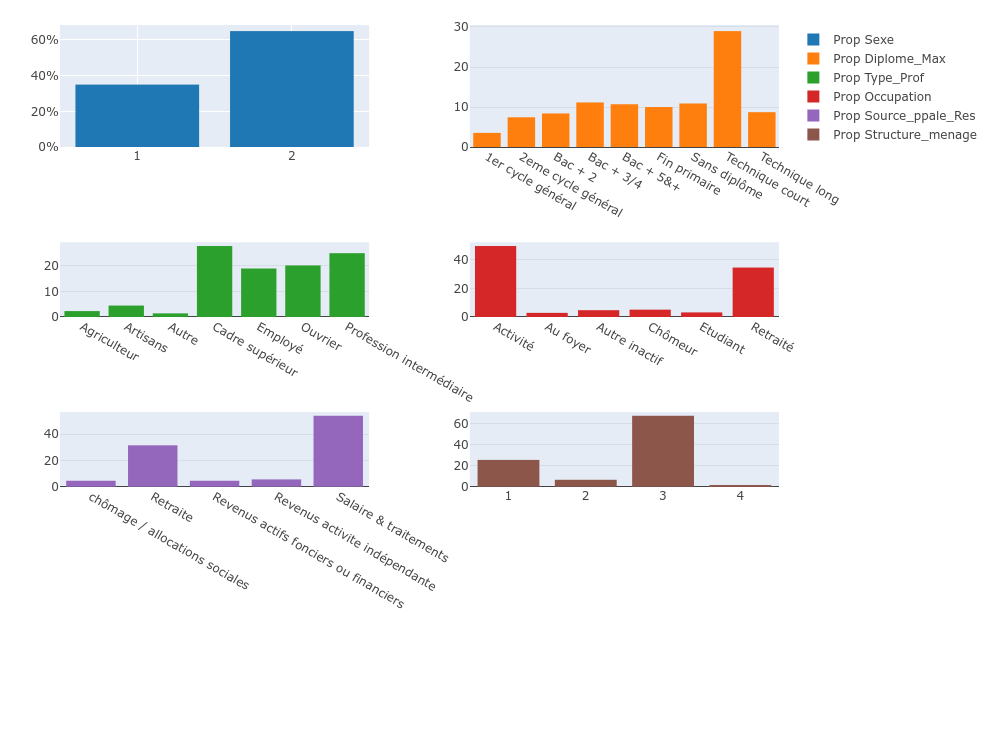 60%
40%
20%
0%
1
2
30
20
10
0
1er cycle général
2eme cycle général
Bac + 2
Bac + 3/4
Bac + 5&+
Fin primaire
Sans diplôme
Technique court
Technique long
Prop Sexe
Prop Diplome_Max
Prop Type_Prof
Prop Occupation
Prop Source_ppale_Res
Prop Structure_menage
20
10
0
Agriculteur
Artisans
Autre
Cadre supérieur
Employé
Ouvrier
Profession intermédiaire
40
20
0
Activité
Au foyer
Autre inactif
Chômeur
Etudiant
Retraité
40
20
0
chômage / allocations sociales
Retraite
Revenus actifs fonciers ou financiers
Revenus activite indépendante
Salaire & traitements
60
40
20
0
1
2
3
4